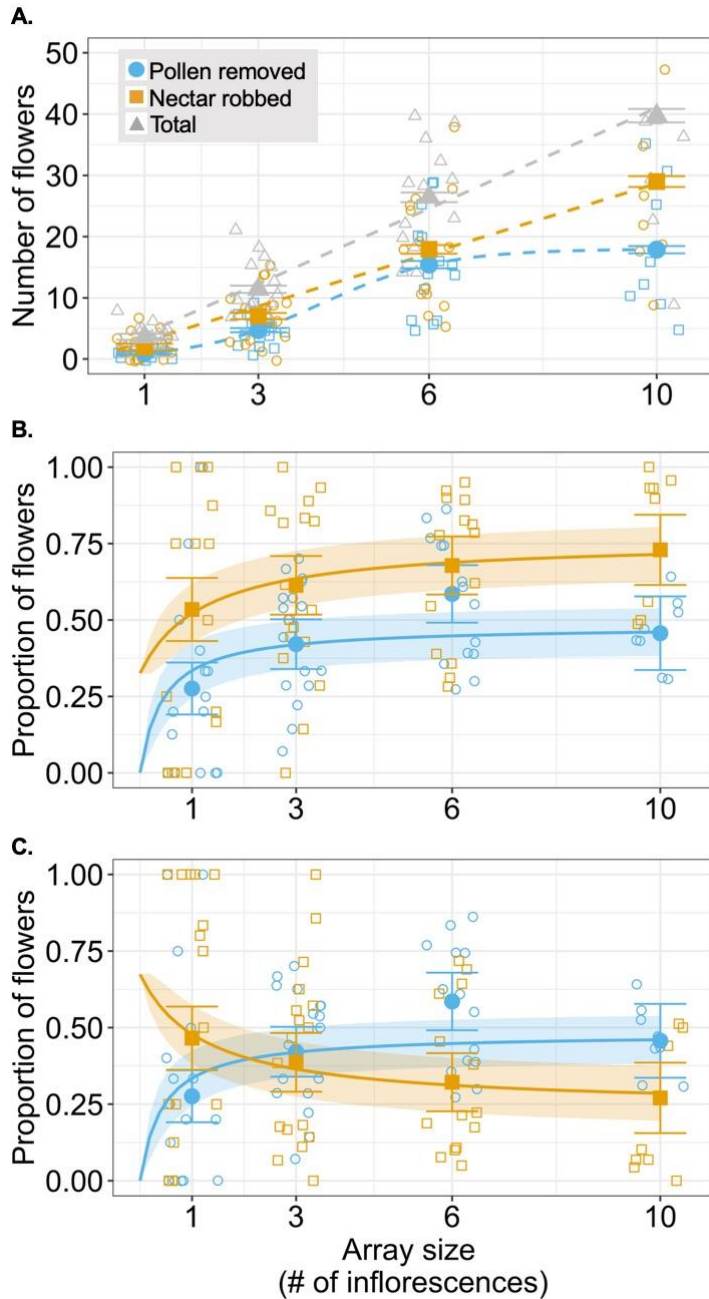 A.
50
40
30
20
10
0
Number of flowers
Pollen removed
Nectar robbed
Total
1 3 6 10
B.
1.00
0.75
0.50
0.25
0.00
Proportion of flowers
1 3 6 10
C.
1.00
0.75
0.50
0.25
0.00
Proportion of flowers
1 3 6 10
Array size
(# of inflorescences)